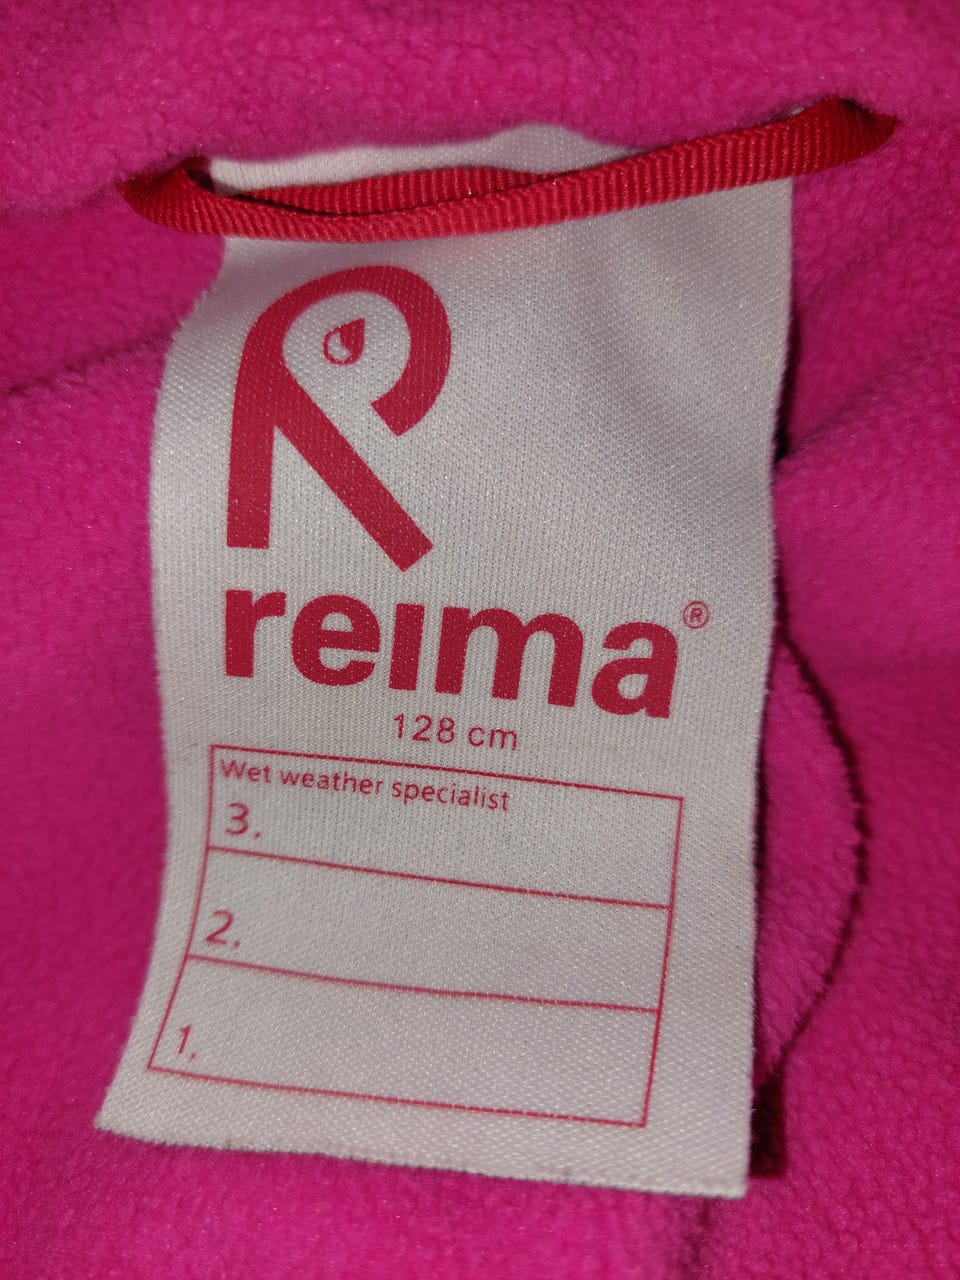 reima®
128 cm
Wet weather specialist
3.
2.
1.